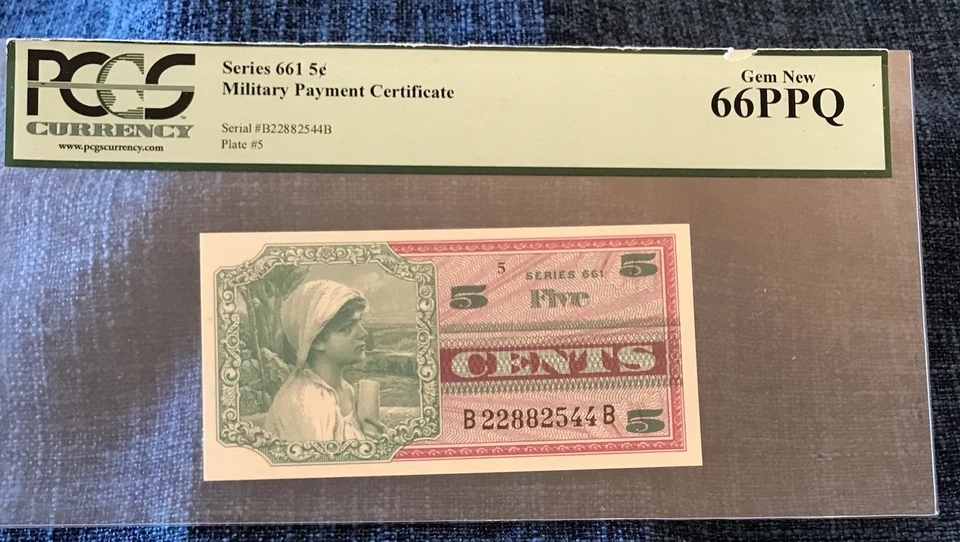 PCGS
CURRENCY
www.pcgscurrency.com
Series 661 5¢
Military Payment Certificate
Serial #B22882544B
Plate #5
Gem New
66PPQ
5 SERIES 661 5
5 Five
CENTS
B22882544B 5